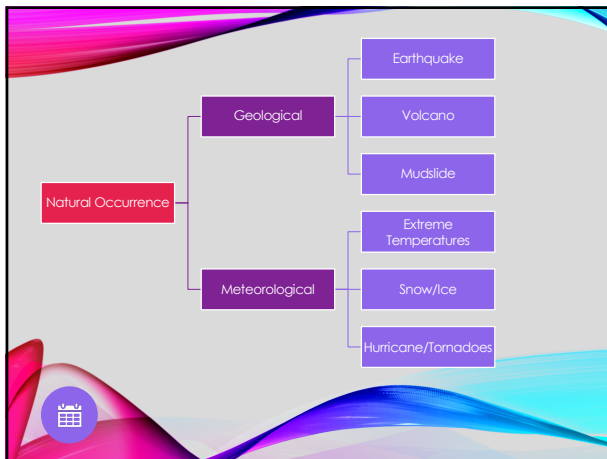 Natural Occurrence
Geological
Earthquake
Volcano
Mudslide
Meteorological
Extreme
Temperatures
Snow/Ice
Hurricane/Tornadoes